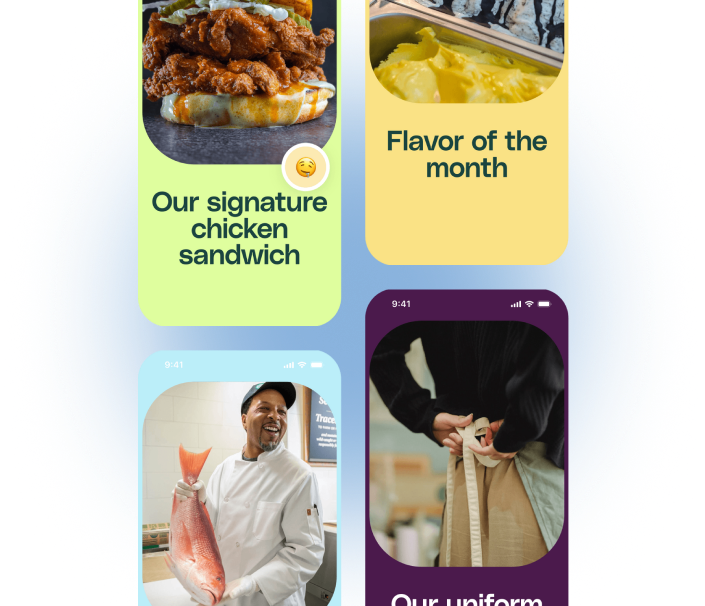 Our signature
chicken
sandwich
Flavor of the
month
9:41
9:41
Our uniform